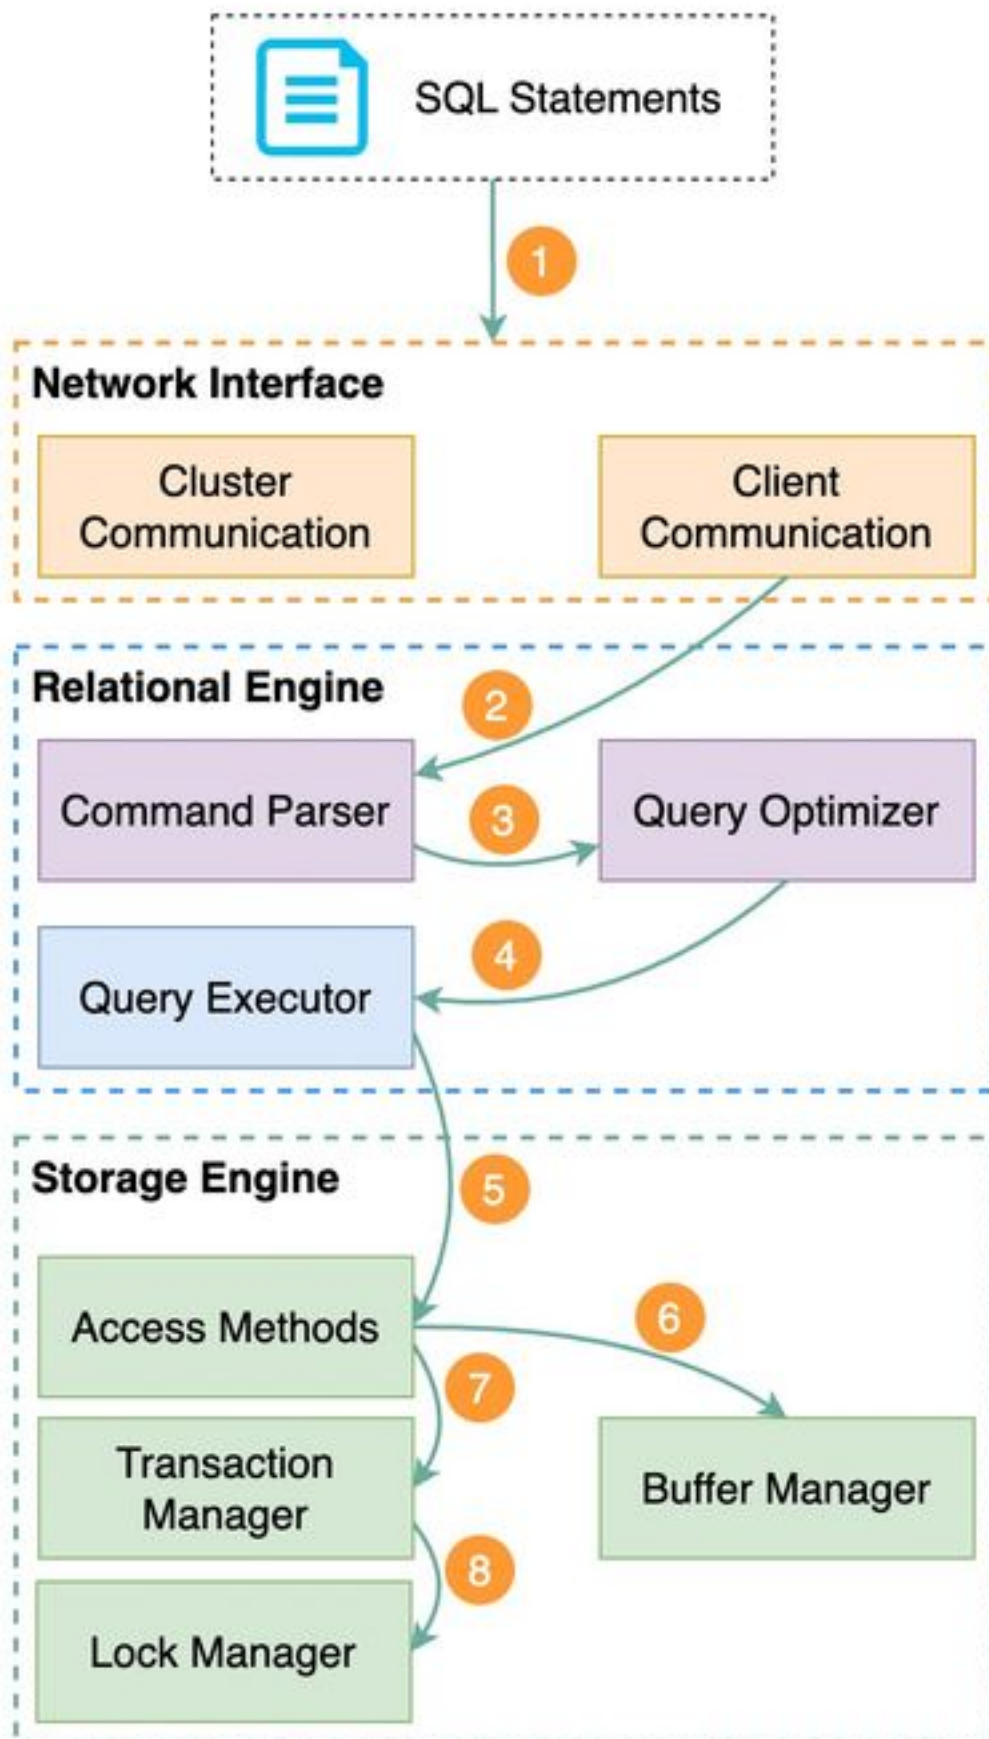 SQL Statements
1
Network Interface
Cluster
Communication
Client
Communication
Relational Engine
2
Command Parser
3
Query Optimizer
4
Query Executor
Storage Engine
5
Access Methods
6
7
Transaction
Manager
Buffer Manager
8
Lock Manager